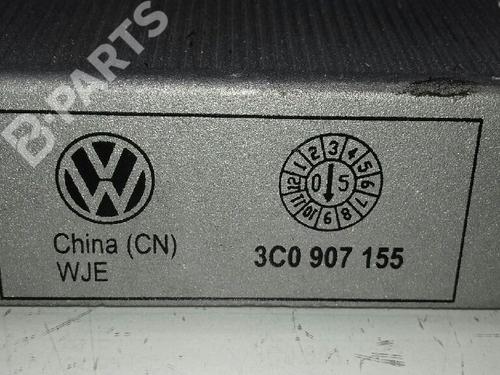 B-PARTS
VW
1 2 3 4 5 6 7 8 9 10 11 12
0 5
China (CN)
WJE
3C0 907 155